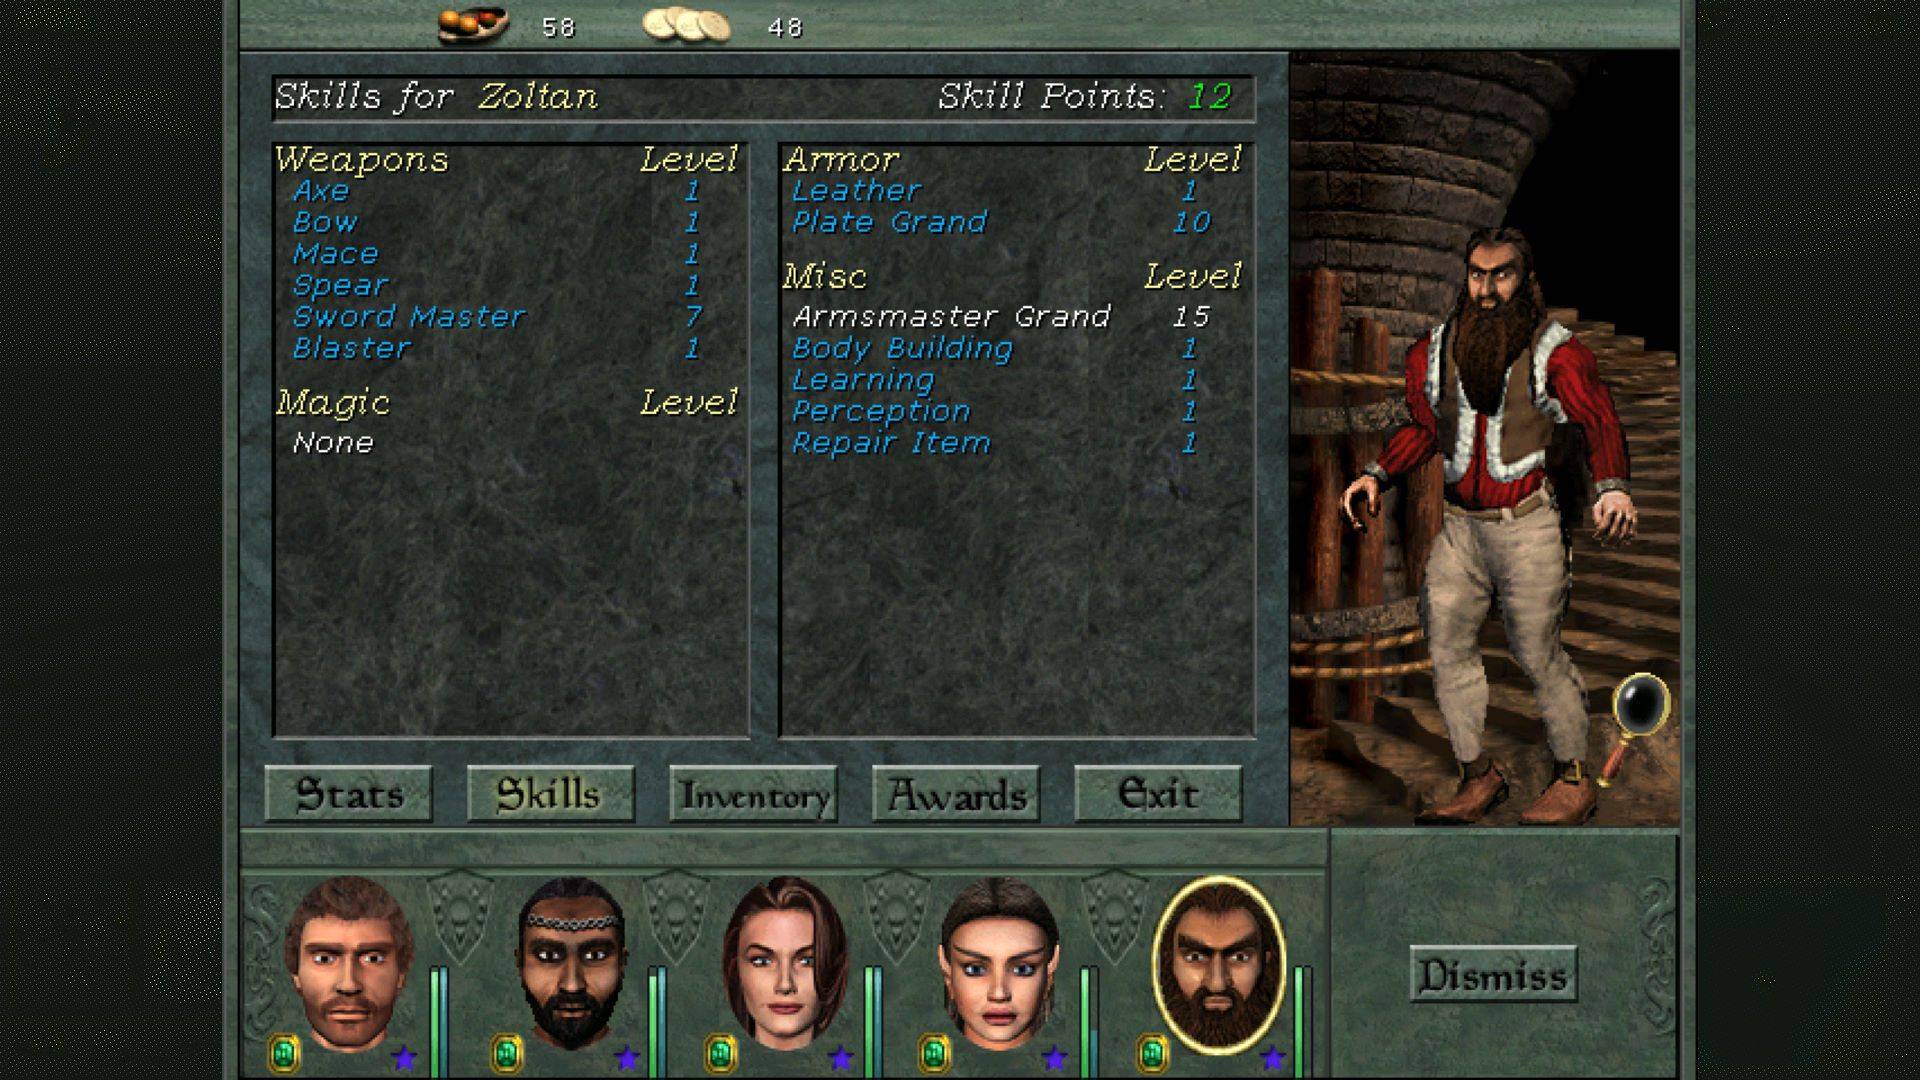 58 48
Skills for Zoltan Skill Points: 12
Weapons Level
Axe 1
Bow 1
Mace 1
Spear 1
Sword Master 7
Blaster 1
Magic Level
None
Armor Level
Leather 1
Plate Grand 10
Misc Level
Armsmaster Grand 15
Body Building 1
Learning 1
Perception 1
Repair Item 1
Stats Skills Inventory Awards Exit
Dismiss